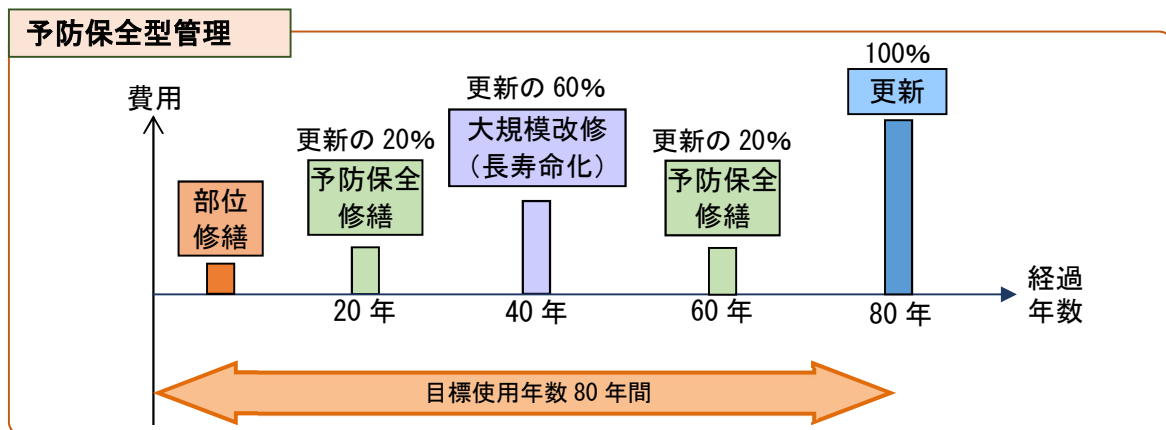 予防保全型管理
費用
部位
修繕
更新の 20%
予防保全
修繕
更新の 60%
大規模改修
（長寿命化）
更新の 20%
予防保全
修繕
100%
更新
20 年
40 年
60 年
80 年
経過
年数
目標使用年数 80 年間